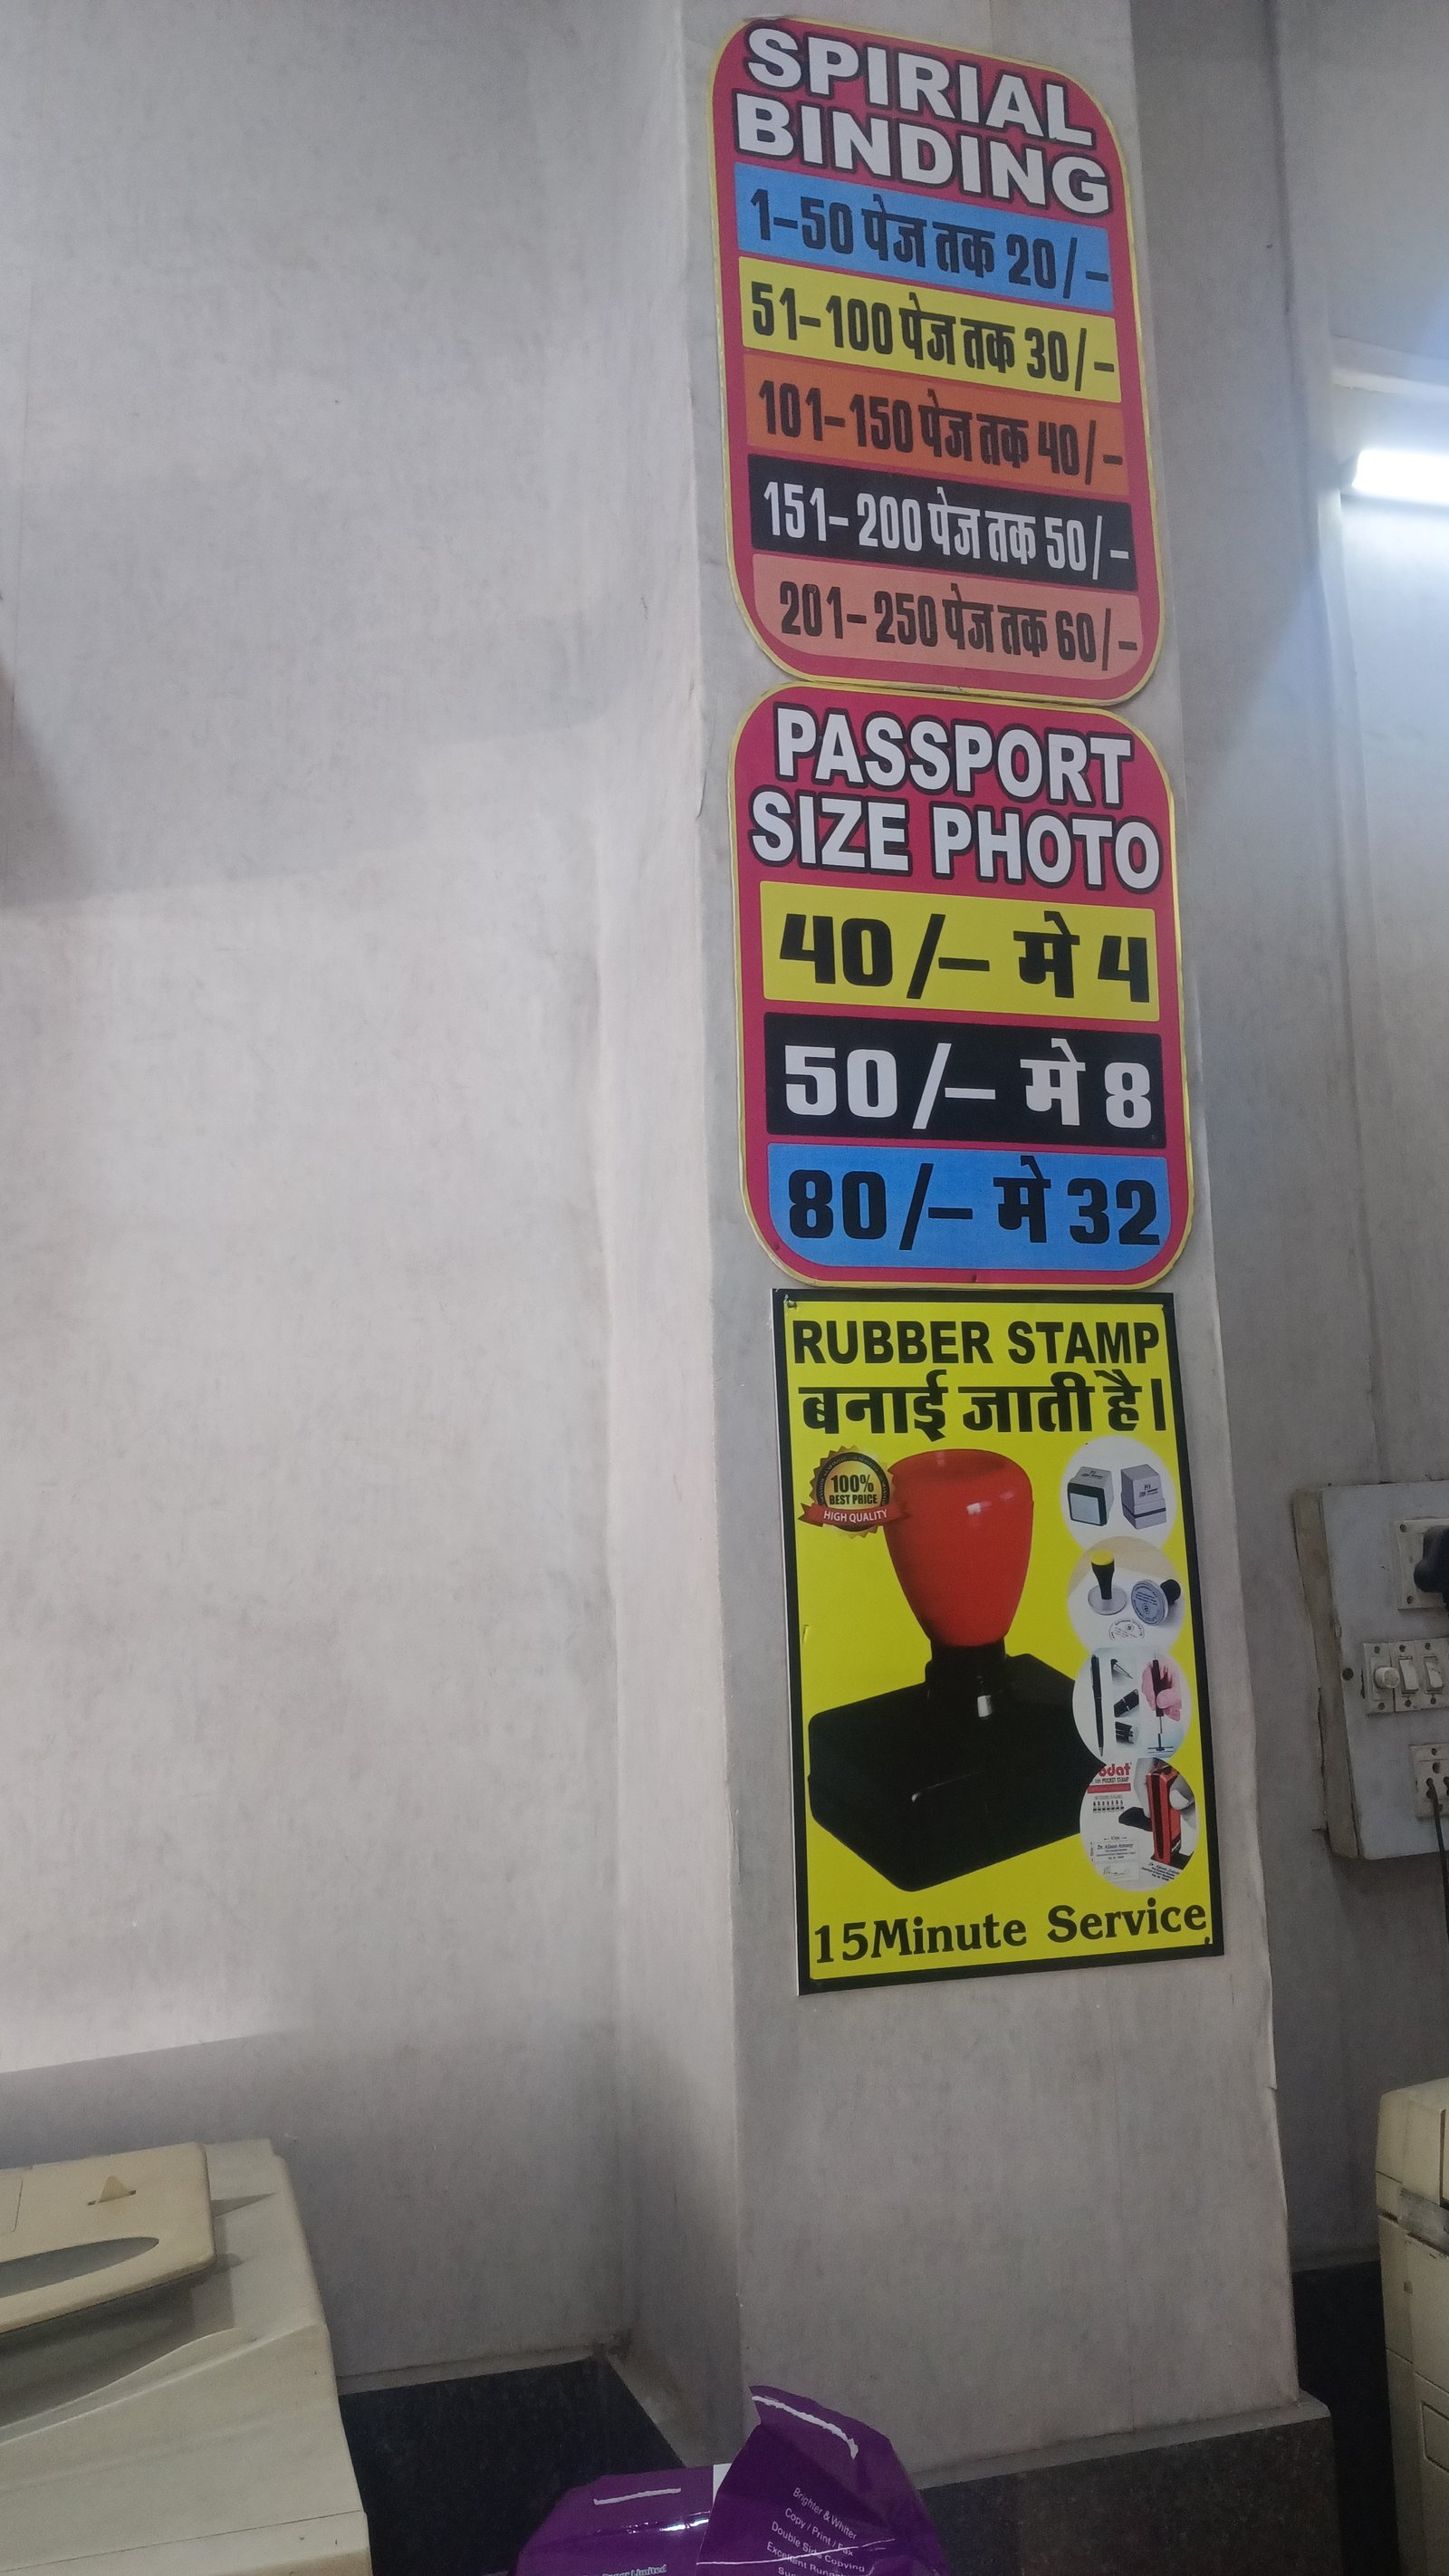 SPIRIAL
BINDING
1-50 पेज तक 20/-
51-100 पेज तक 30/-
101-150 पेज तक 40/-
151-200 पेज तक 50/-
201-250 पेज तक 60/-
PASSPORT
SIZE PHOTO
40/- मे 4
50/- मे 8
80/- मे 32
RUBBER STAMP
बनाई जाती है।
100%
BEST PRICE
HIGH QUALITY
15Minute Service
Brighter & Whiter
Copy / Print / Fax
Double Side Copying
Limited